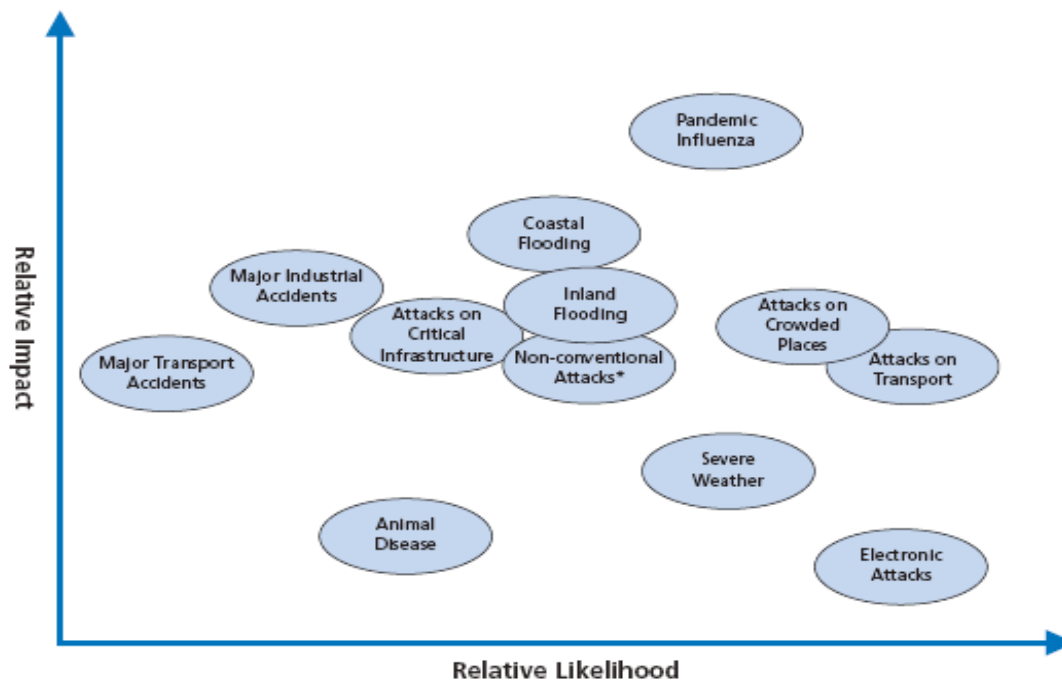 Pandemic
Influenza
Coastal
Flooding
Major Industrial
Accidents
Inland
Flooding
Attacks on
Critical
Infrastructure
Attacks on
Crowded
Places
Major Transport
Accidents
Non-conventional
Attacks*
Attacks on
Transport
Severe
Weather
Animal
Disease
Electronic
Attacks
Relative Impact
Relative Likelihood